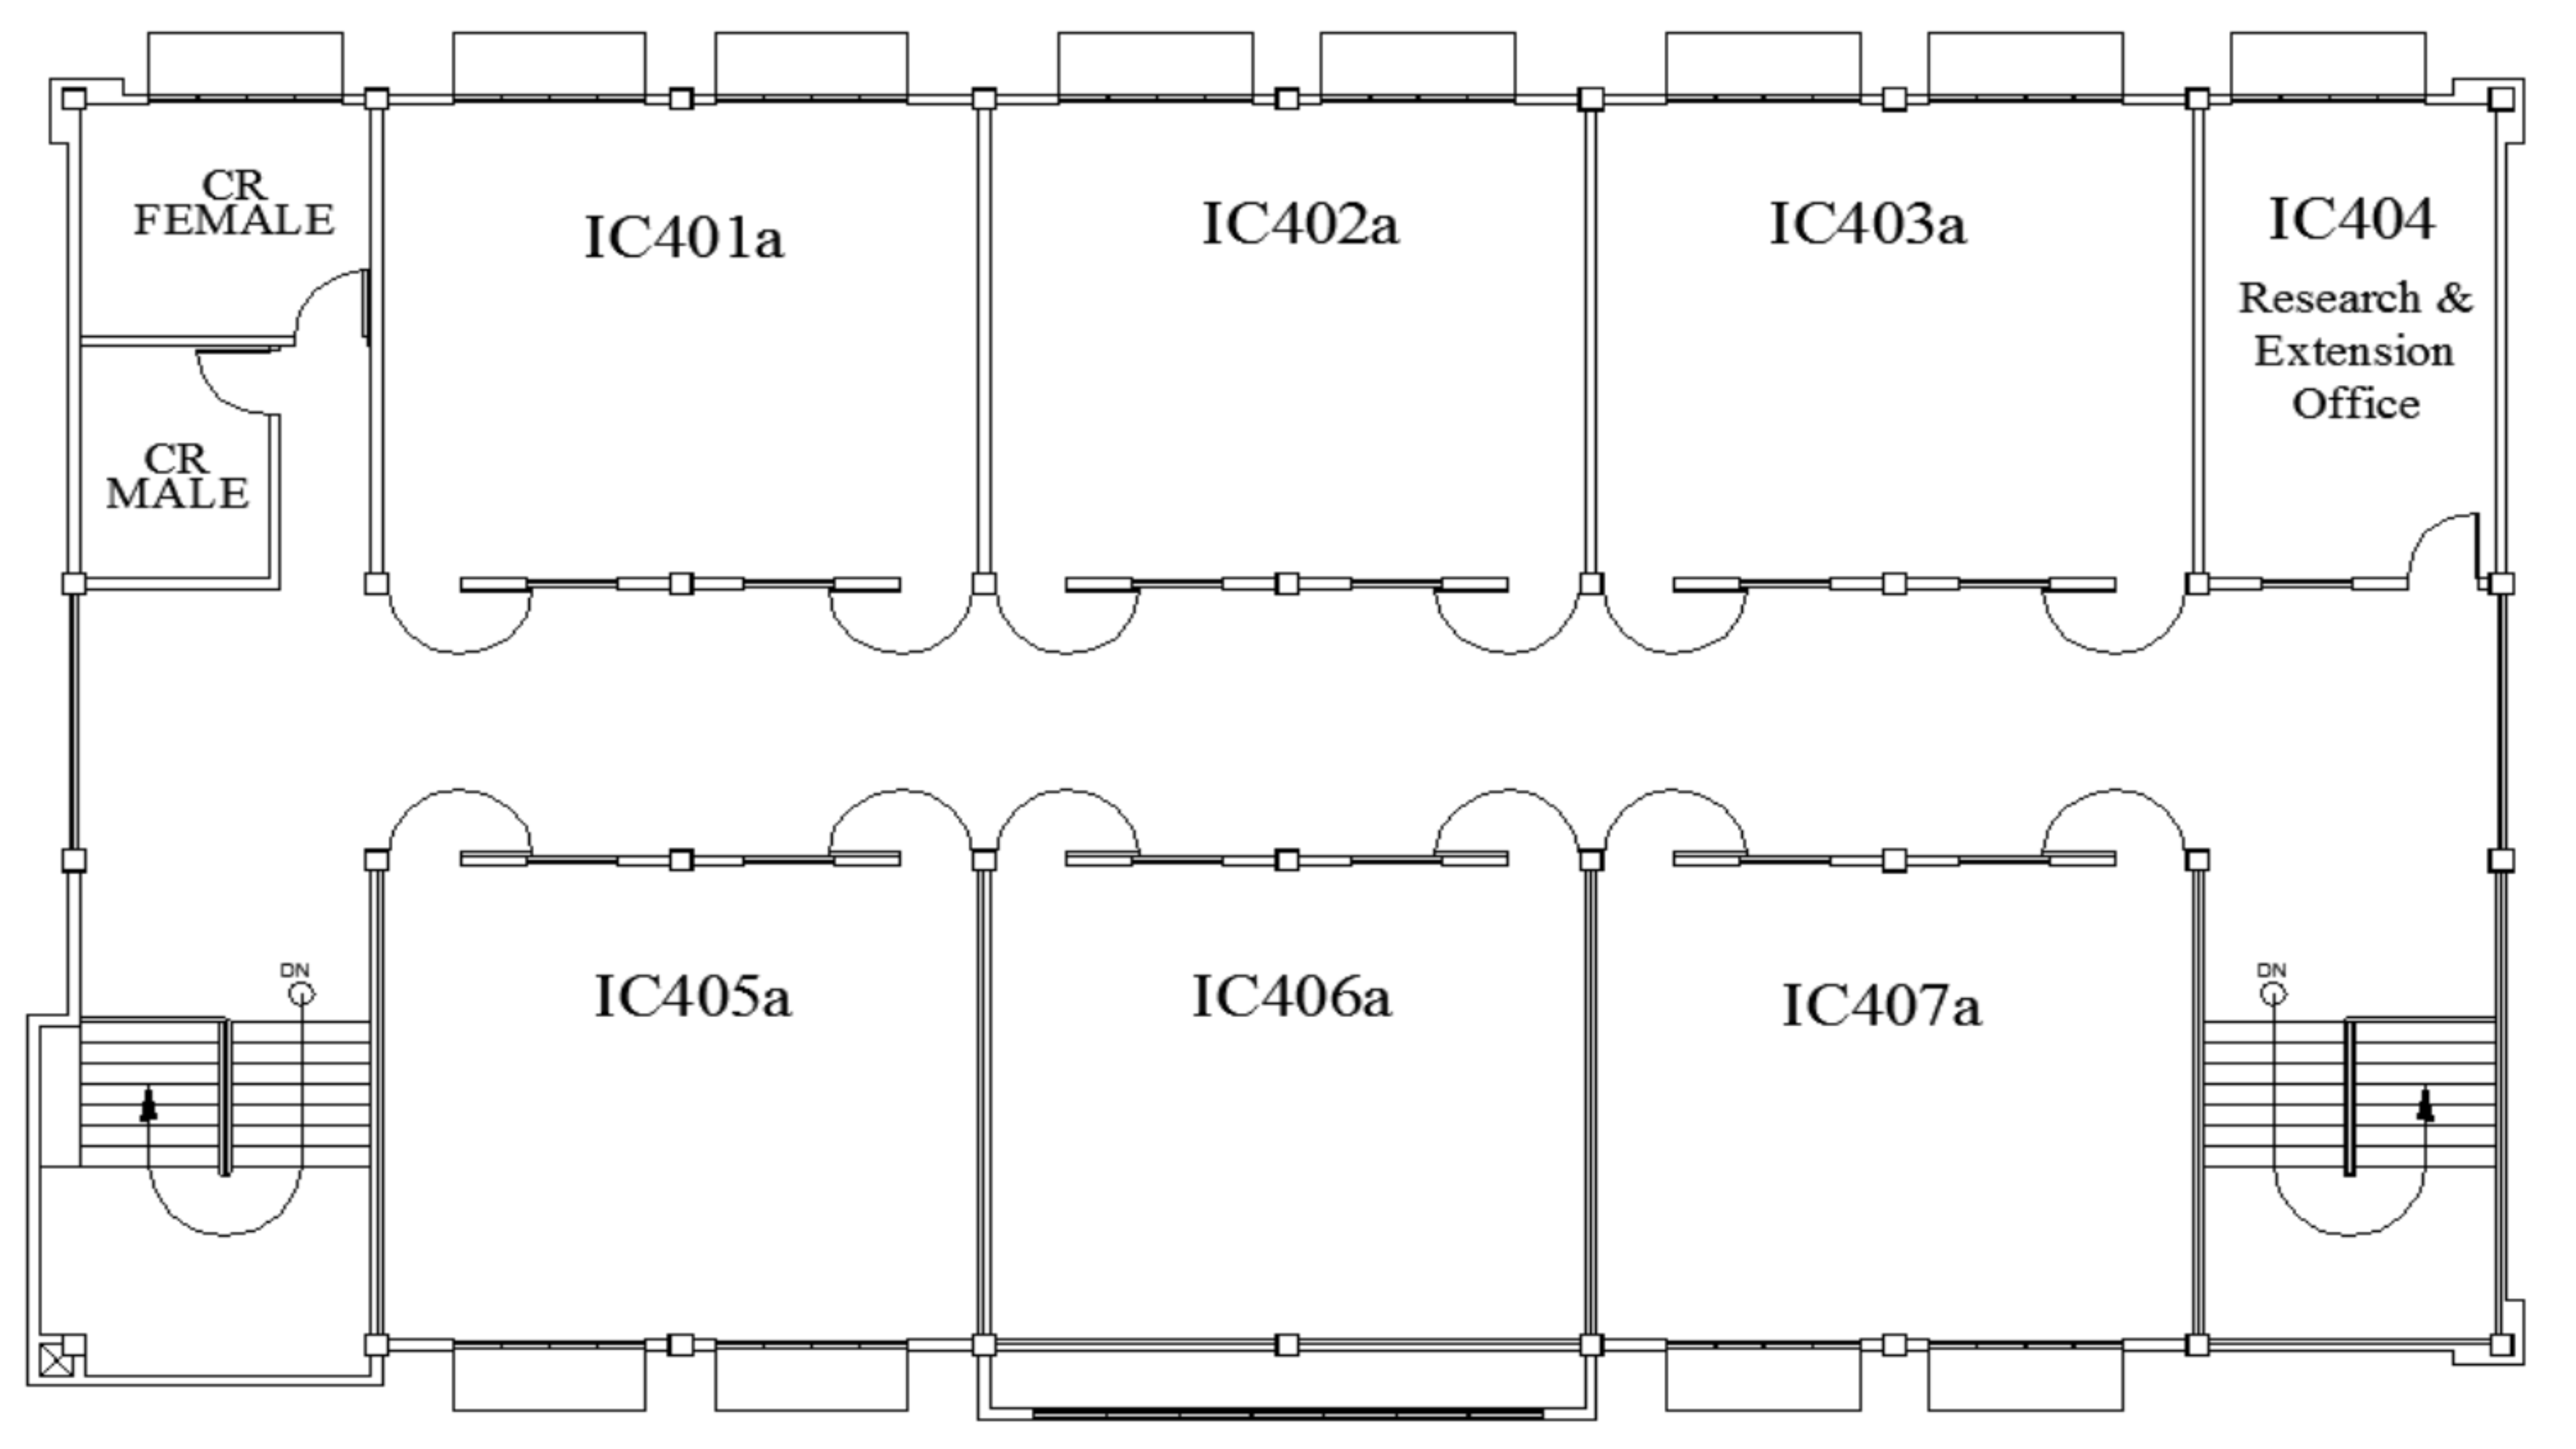 CR
FEMALE
IC401a
IC402a
IC403a
IC404
Research &
Extension
Office
CR
MALE
DN
IC405a
IC406a
IC407a
DN